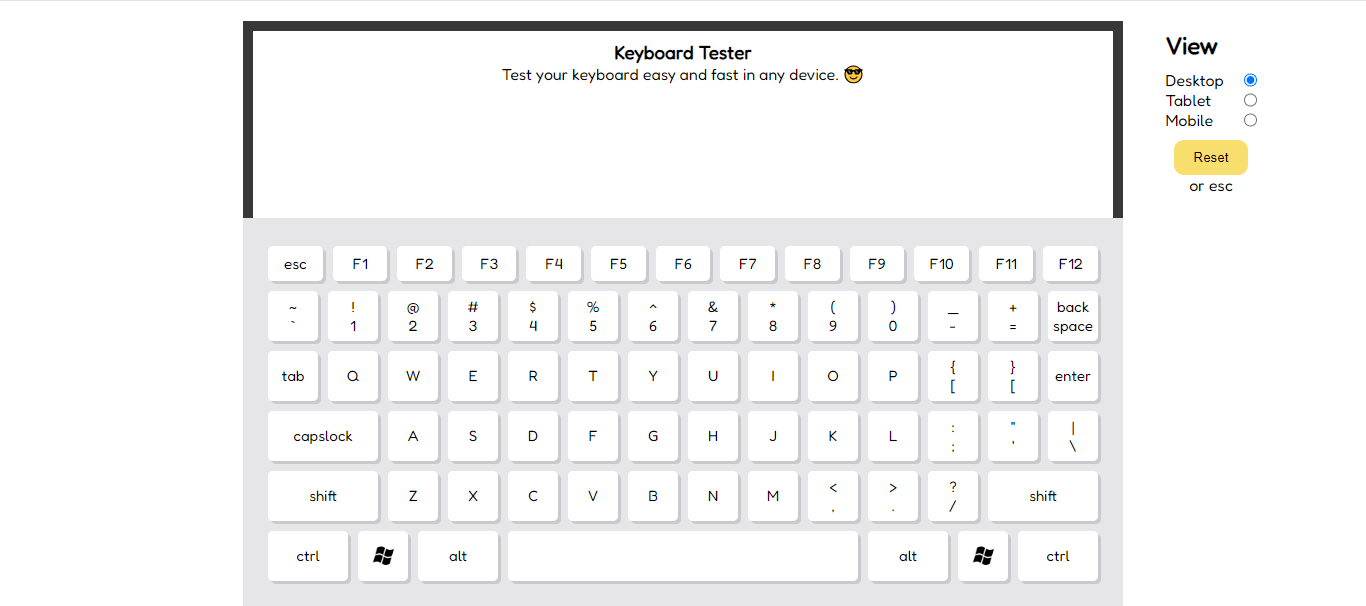 Keyboard Tester
Test your keyboard easy and fast in any device. 😎
View
Desktop
Tablet
Mobile
Reset
or esc
esc F1 F2 F3 F4 F5 F6 F7 F8 F9 F10 F11 F12
~ ! @ # $ % ^ & * ( ) _ + back
` 1 2 3 4 5 6 7 8 9 0 - = space
{ }
tab Q W E R T Y U I O P enter
[ [
: " |
capslock A S D F G H J K L
; ' \
< > ?
shift Z X C V B N M shift
, . /
ctrl alt alt ctrl